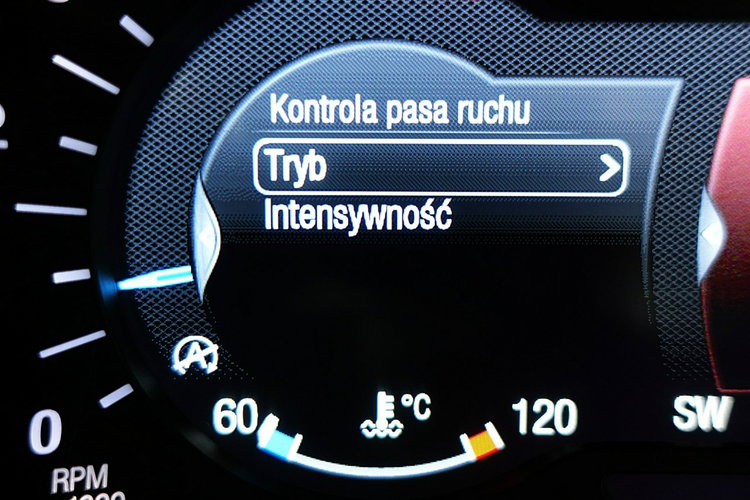 Kontrola pasa ruchu
Tryb
Intensywność
A
60
°C
120
SW
0
RPM